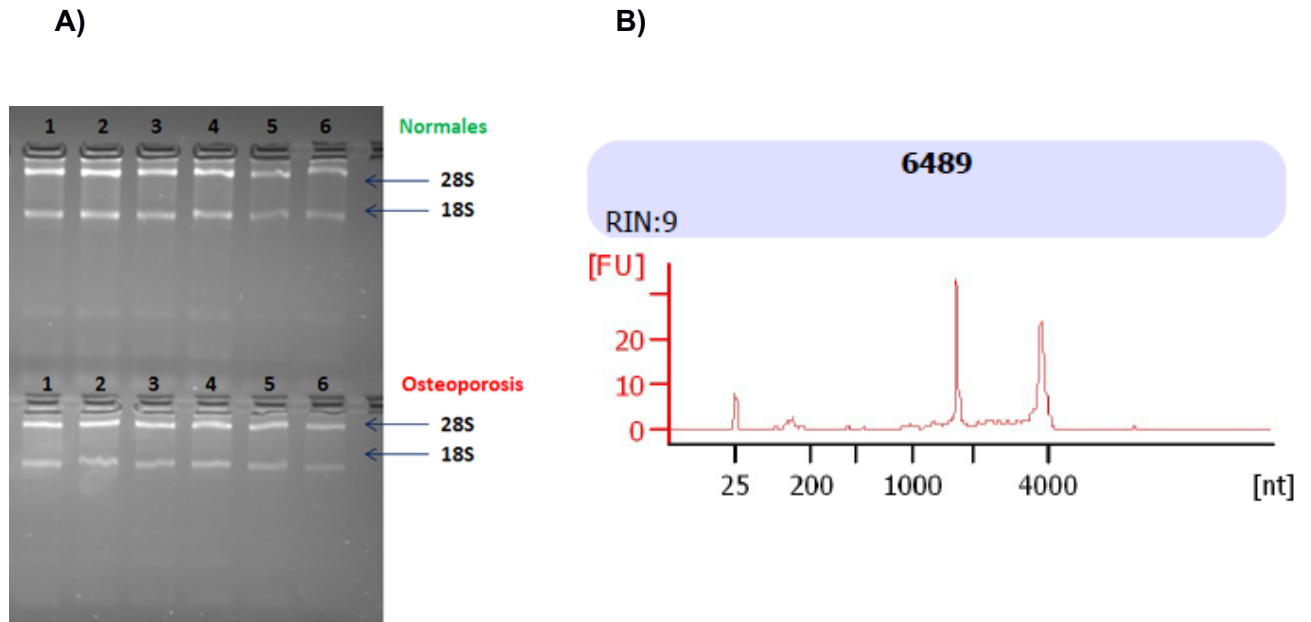 A)
B)
1 2 3 4 5 6
Normales
28S
18S
1 2 3 4 5 6
Osteoporosis
28S
18S
6489
RIN:9
[FU]
20
10
0
25 200 1000 4000 [nt]